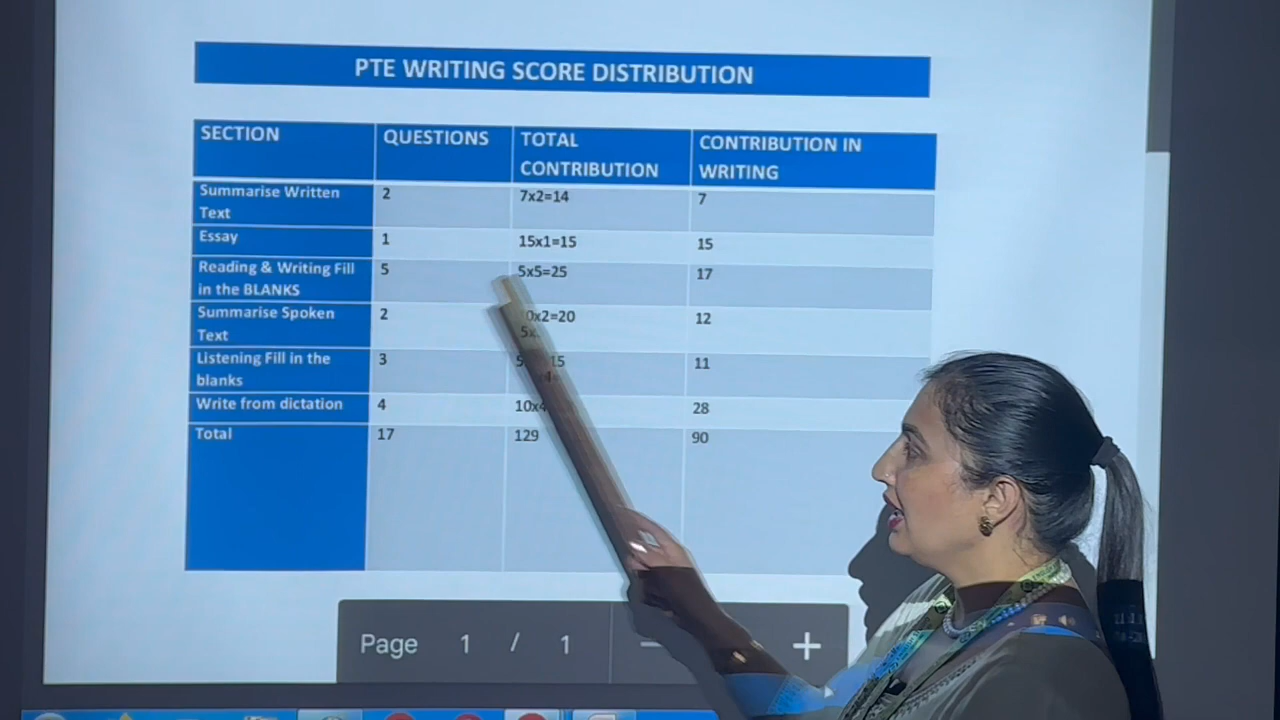 PTE WRITING SCORE DISTRIBUTION
SECTION QUESTIONS TOTAL CONTRIBUTION CONTRIBUTION IN WRITING
Summarise Written Text 2 7x2=14 7
Essay 1 15x1=15 15
Reading & Writing Fill in the BLANKS 5 5x5=25 17
Summarise Spoken Text 2 0x2=20 12
Listening Fill in the blanks 3 15 11
Write from dictation 4 10x4 28
Total 17 129 90
Page 1 / 1